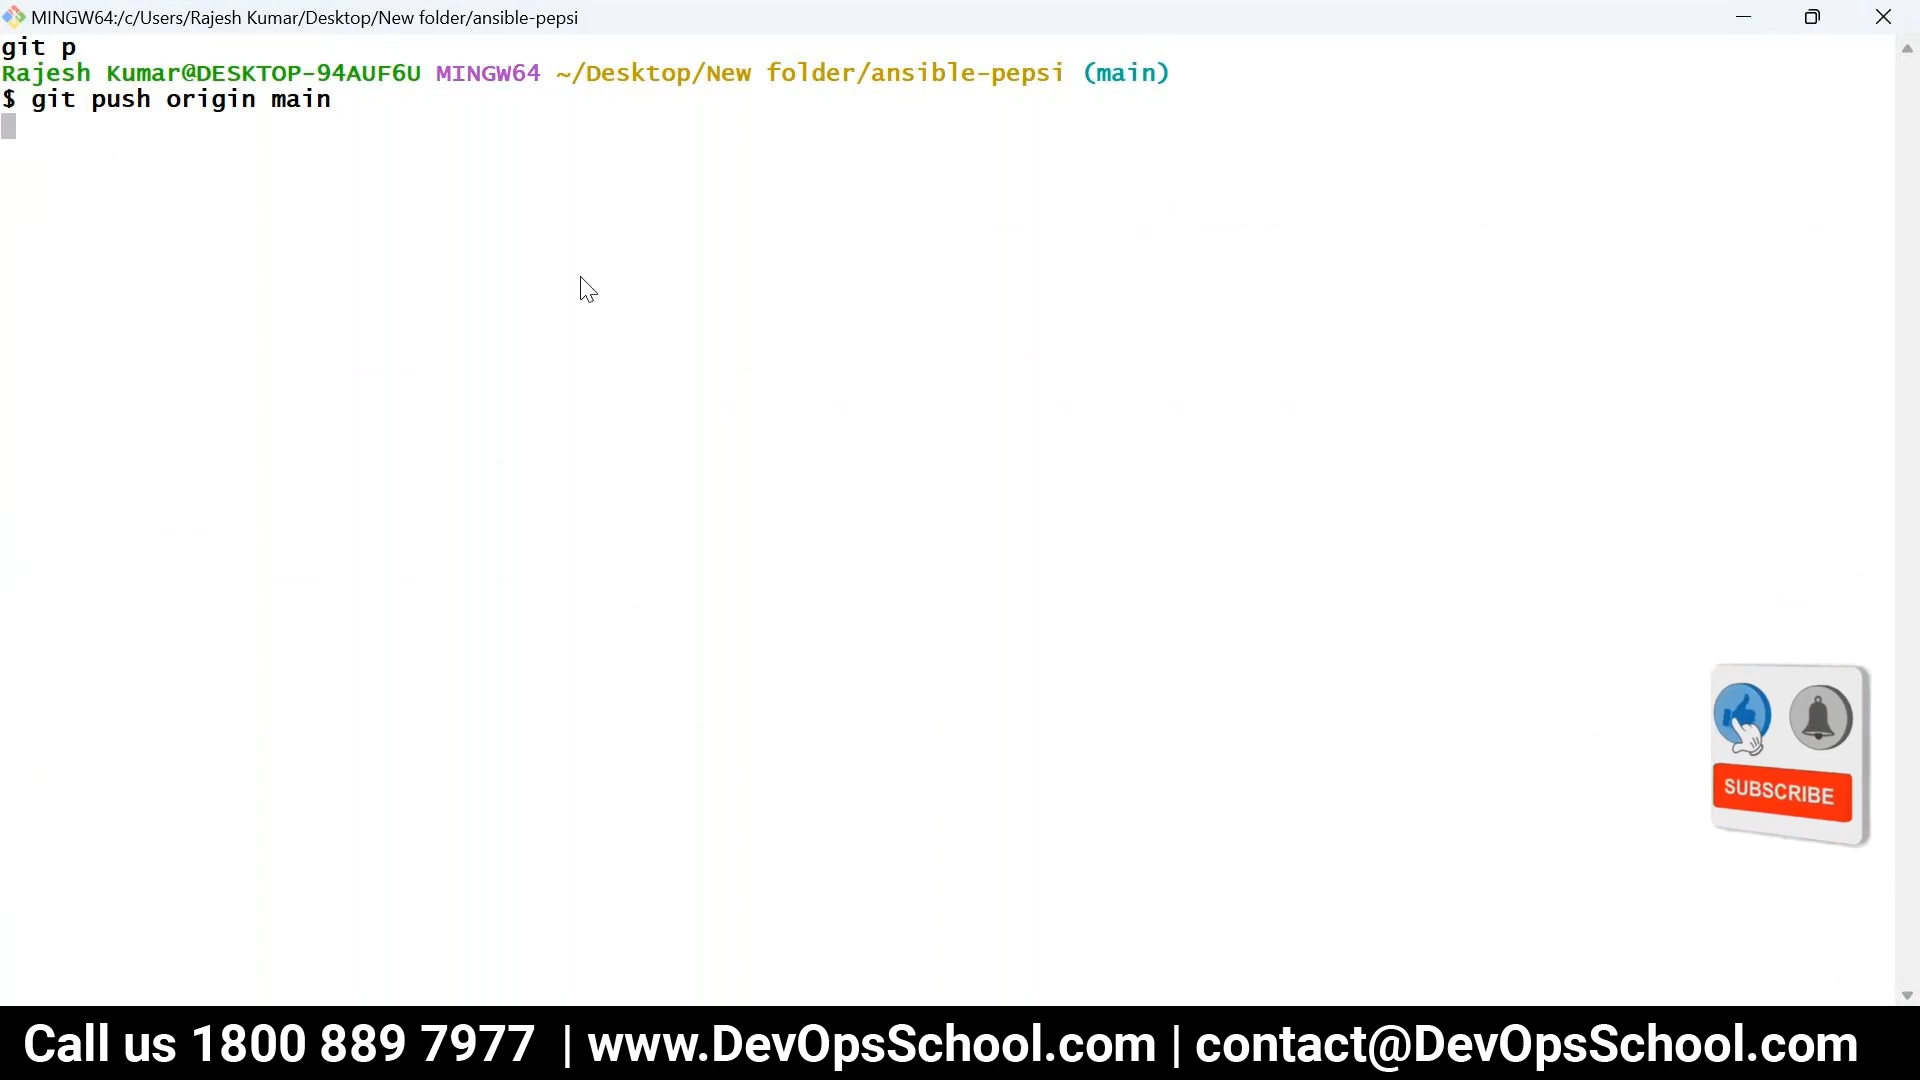 MINGW64:/c/Users/Rajesh Kumar/Desktop/New folder/ansible-pepsi
git p
Rajesh Kumar@DESKTOP-94AUF6U MINGW64 ~/Desktop/New folder/ansible-pepsi (main)
$ git push origin main
SUBSCRIBE
Call us 1800 889 7977 | www.DevOpsSchool.com | contact@DevOpsSchool.com